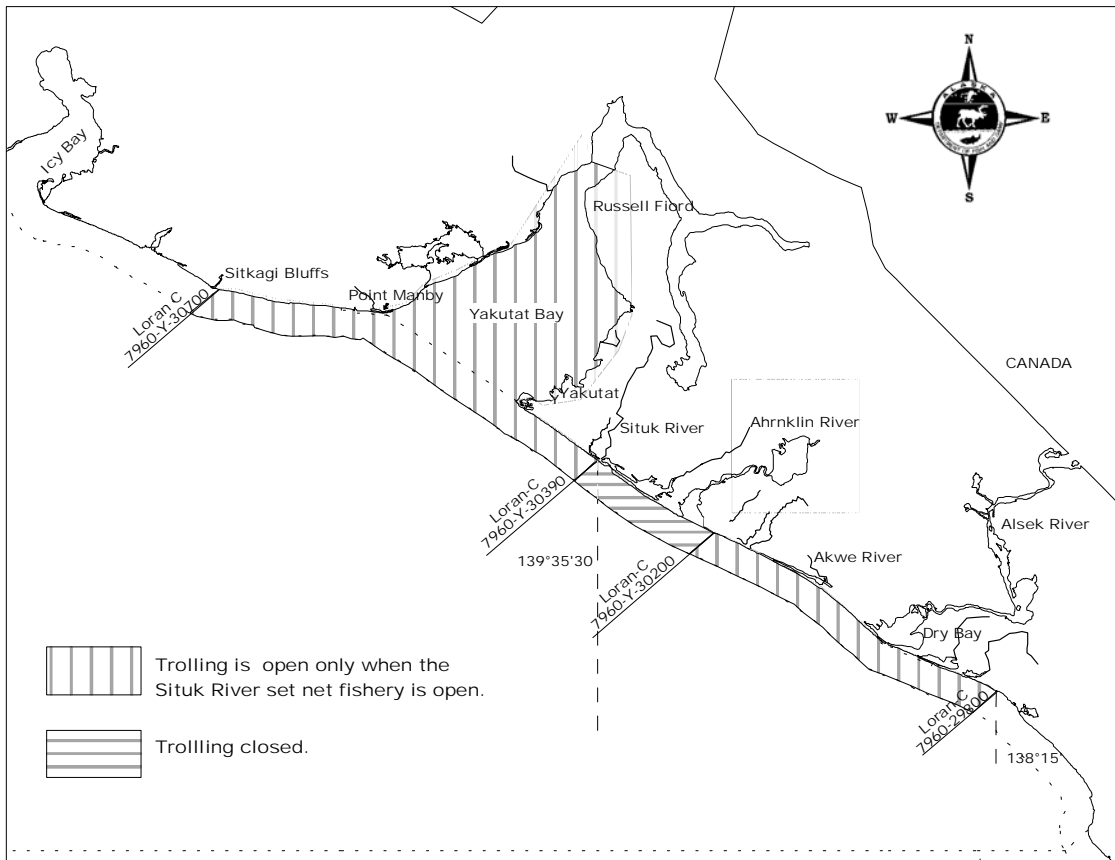 N
W
E
S
ALASKA
Icy Bay
Russell Fiord
Sitkagi Bluffs
Point Manby
Loran C
7960-Y-30700
Yakutat Bay
CANADA
Yakutat
Situk River
Ahrnklin River
Loran-C
7960-Y-30390
Alsek River
139°35'30
Loran-C
7960-Y-30200
Akwe River
Dry Bay
Trolling is open only when the
Situk River set net fishery is open.
Loran-C
7960-29800
Trollling closed.
138°15'